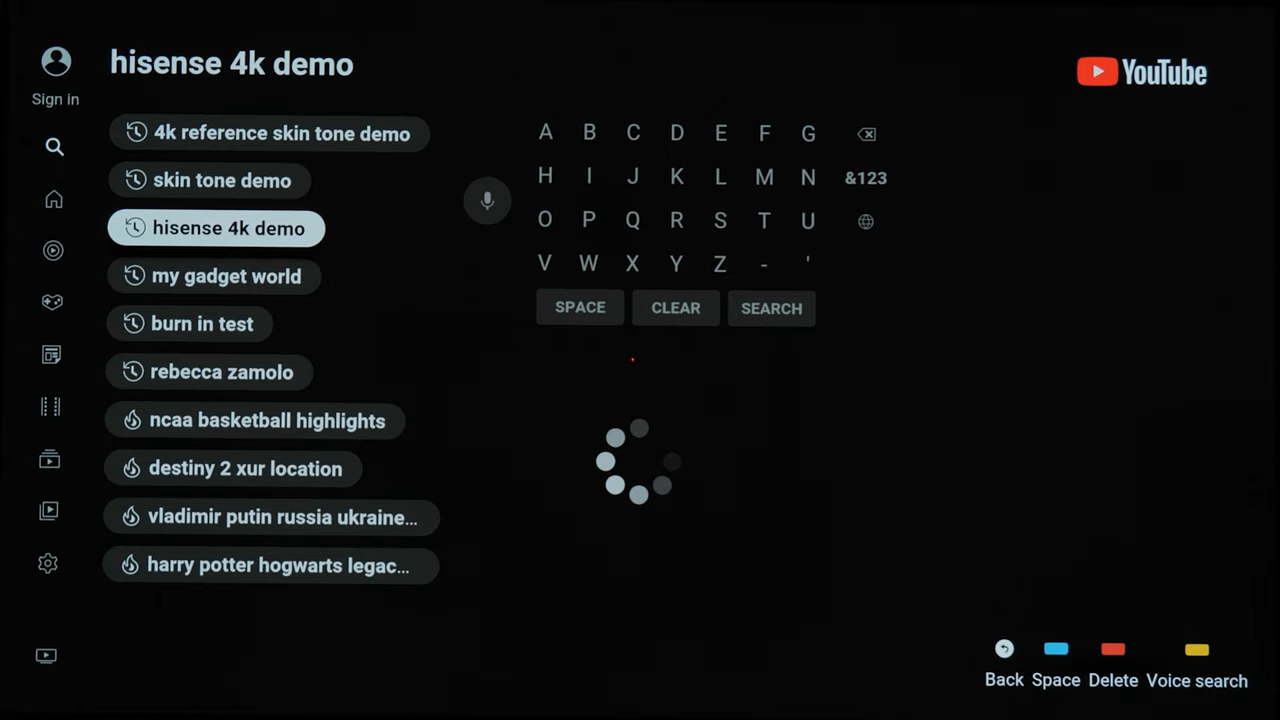 hisense 4k demo
YouTube
Sign in
4k reference skin tone demo
skin tone demo
hisense 4k demo
my gadget world
burn in test
rebecca zamolo
ncaa basketball highlights
destiny 2 xur location
vladimir putin russia ukraine...
harry potter hogwarts legac...
A B C D E F G
H I J K L M N &123
O P Q R S T U
V W X Y Z - '
SPACE CLEAR SEARCH
Back Space Delete Voice search